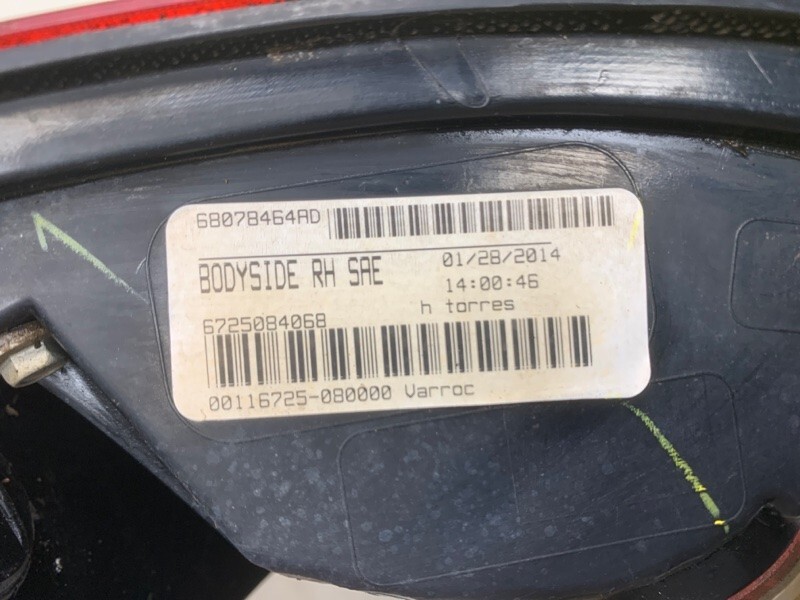 68078464AD
BODYSIDE RH SAE
01/28/2014
14:00:46
h torres
6725084068
00116725-080000 Varroc